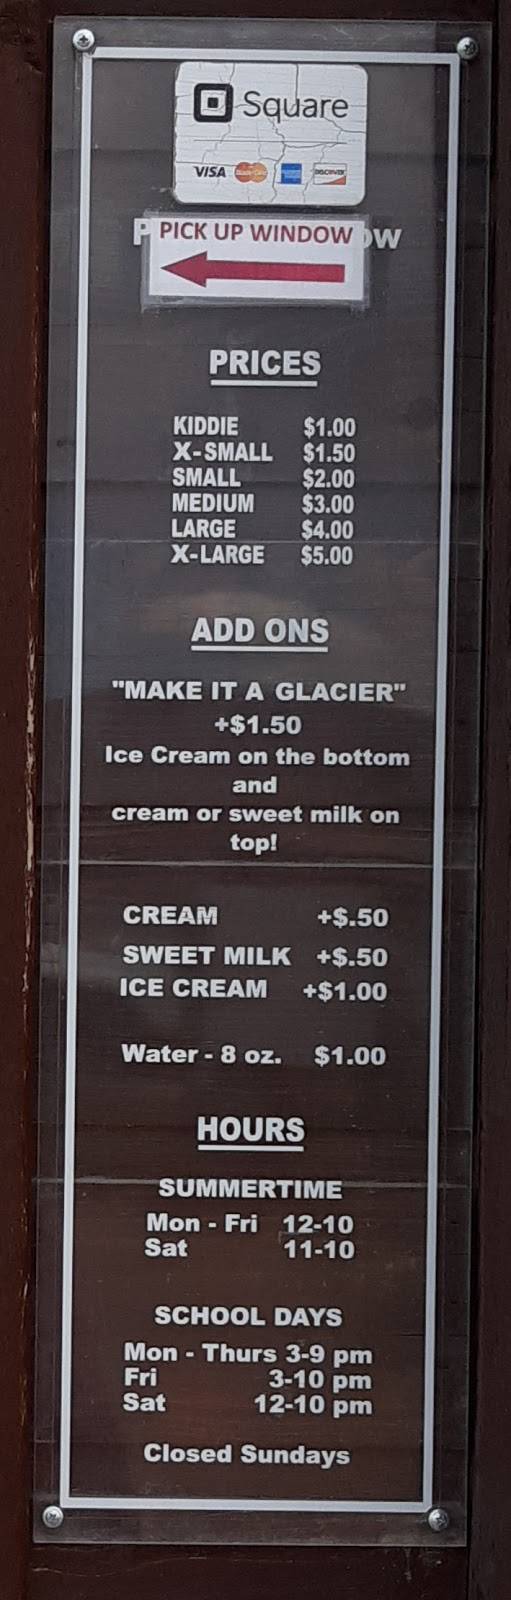 Square
VISA MasterCard DISCOVER
PICK UP WINDOW
PRICES
KIDDIE $1.00
X-SMALL $1.50
SMALL $2.00
MEDIUM $3.00
LARGE $4.00
X-LARGE $5.00
ADD ONS
"MAKE IT A GLACIER"
+$1.50
Ice Cream on the bottom
and
cream or sweet milk on
top!
CREAM +$.50
SWEET MILK +$.50
ICE CREAM +$1.00
Water - 8 oz. $1.00
HOURS
SUMMERTIME
Mon - Fri 12-10
Sat 11-10
SCHOOL DAYS
Mon - Thurs 3-9 pm
Fri 3-10 pm
Sat 12-10 pm
Closed Sundays